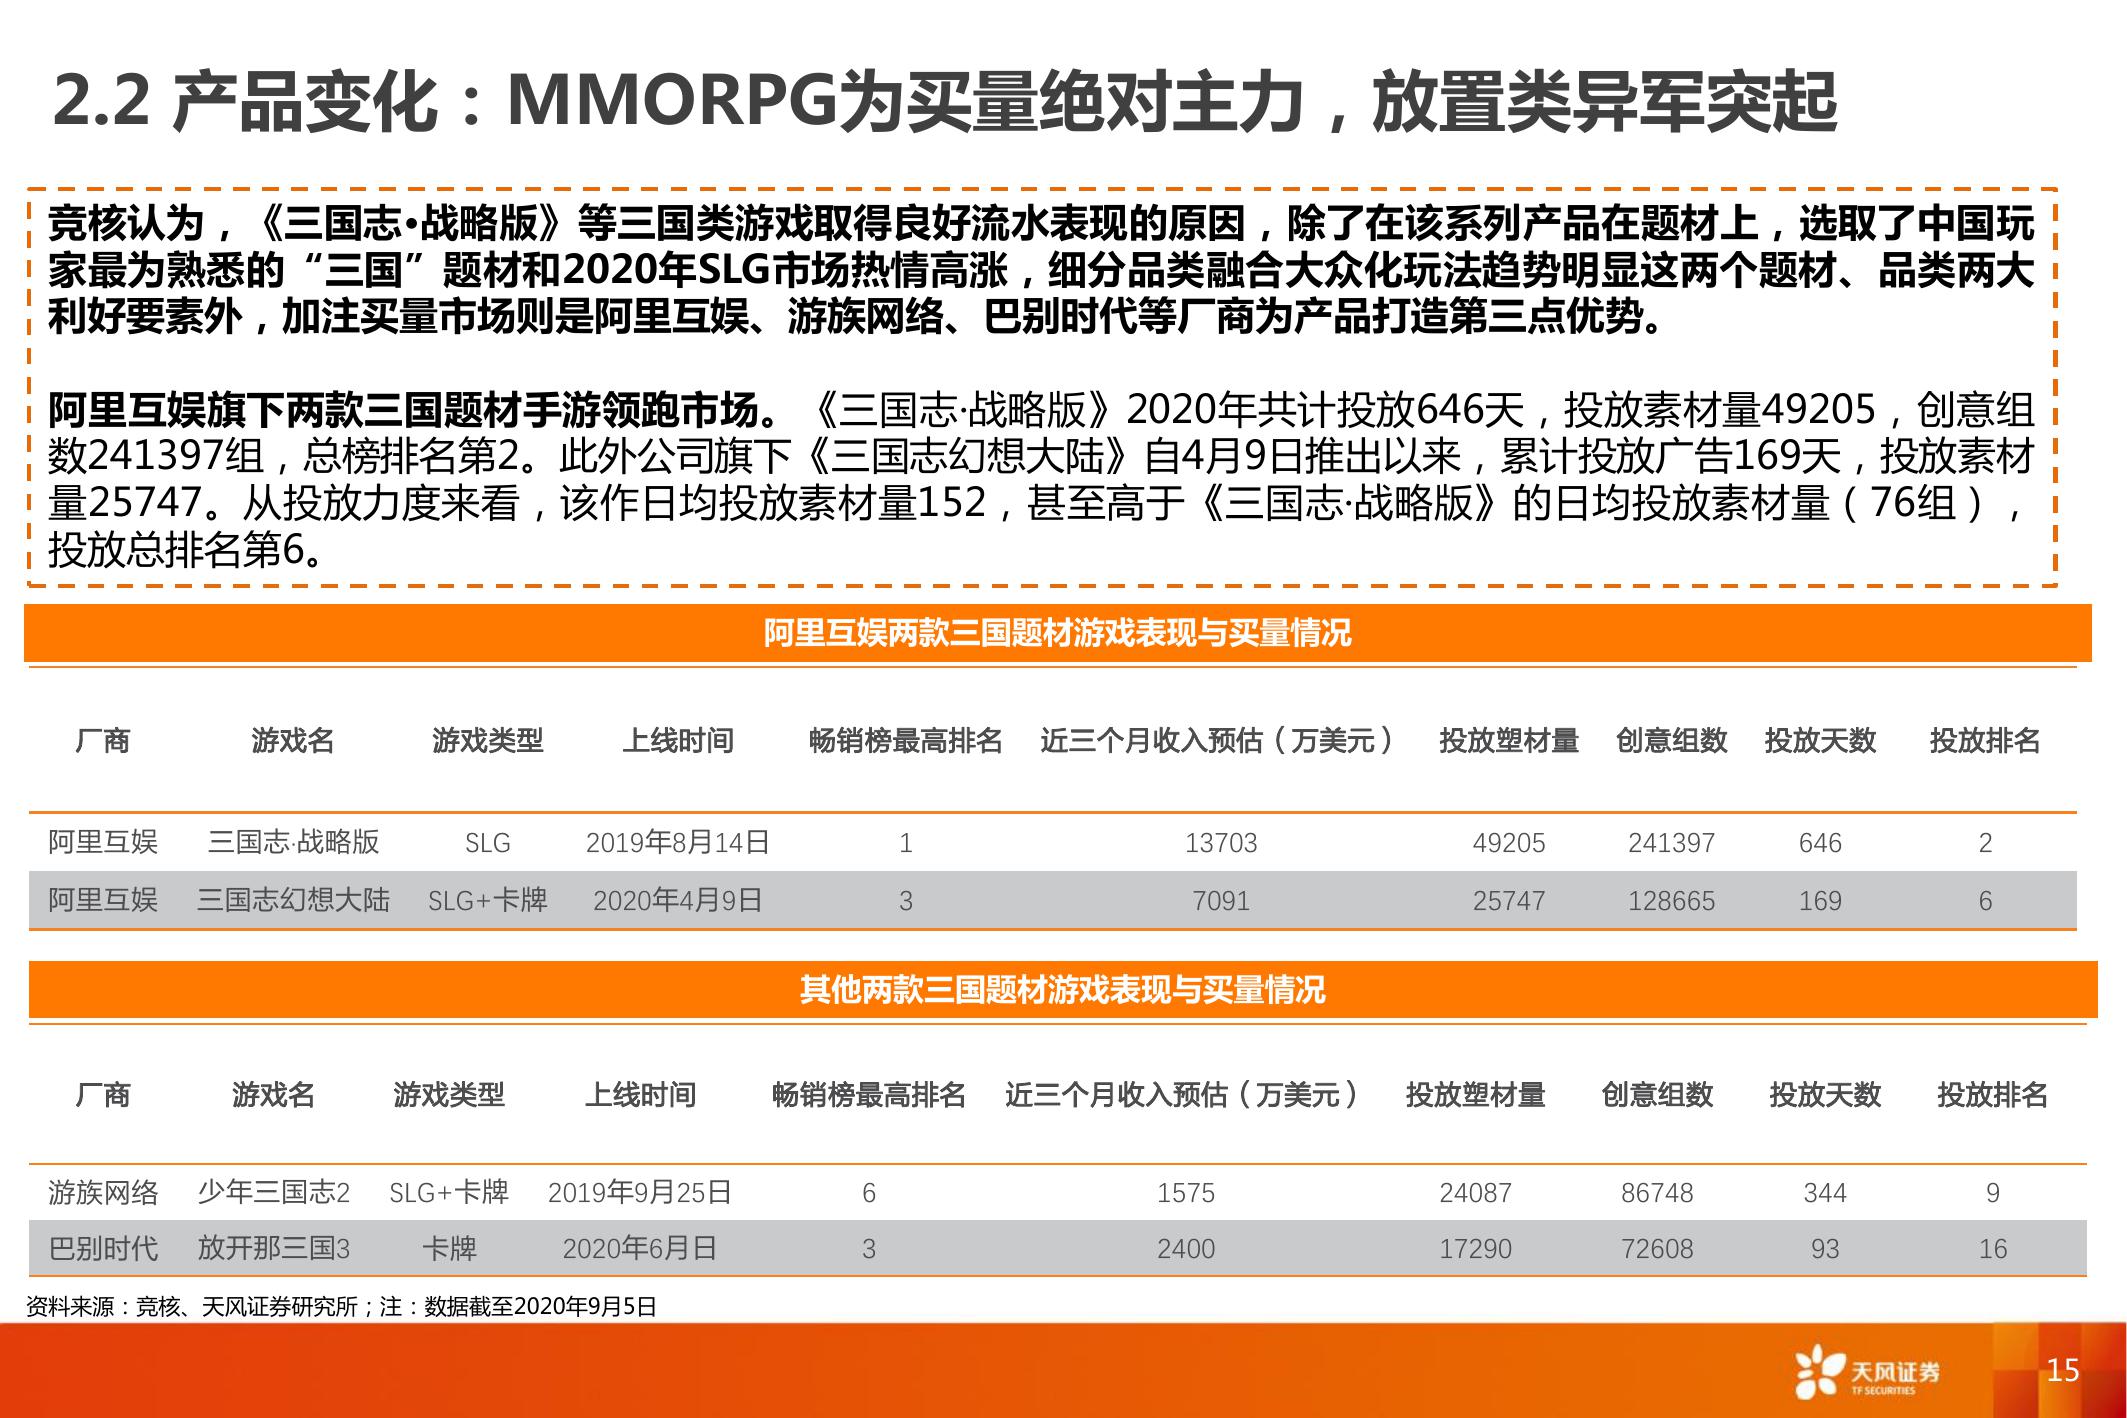 2.2 产品变化：MMORPG为买量绝对主力，放置类异军突起
竞核认为，《三国志•战略版》等三国类游戏取得良好流水表现的原因，除了在该系列产品在题材上，选取了中国玩
家最为熟悉的“三国”题材和2020年SLG市场热情高涨，细分品类融合大众化玩法趋势明显这两个题材、品类两大
利好要素外，加注买量市场则是阿里互娱、游族网络、巴别时代等厂商为产品打造第三点优势。
阿里互娱旗下两款三国题材手游领跑市场。《三国志·战略版》2020年共计投放646天，投放素材量49205，创意组
数241397组，总榜排名第2。此外公司旗下《三国志幻想大陆》自4月9日推出以来，累计投放广告169天，投放素材
量25747。从投放力度来看，该作日均投放素材量152，甚至高于《三国志·战略版》的日均投放素材量（76组），
投放总排名第6。
阿里互娱两款三国题材游戏表现与买量情况
厂商 游戏名 游戏类型 上线时间 畅销榜最高排名 近三个月收入预估（万美元） 投放塑材量 创意组数 投放天数 投放排名
阿里互娱 三国志·战略版 SLG 2019年8月14日 1 13703 49205 241397 646 2
阿里互娱 三国志幻想大陆 SLG+卡牌 2020年4月9日 3 7091 25747 128665 169 6
其他两款三国题材游戏表现与买量情况
厂商 游戏名 游戏类型 上线时间 畅销榜最高排名 近三个月收入预估（万美元） 投放塑材量 创意组数 投放天数 投放排名
游族网络 少年三国志2 SLG+卡牌 2019年9月25日 6 1575 24087 86748 344 9
巴别时代 放开那三国3 卡牌 2020年6月日 3 2400 17290 72608 93 16
资料来源：竞核、天风证券研究所；注：数据截至2020年9月5日
天风证券
TF SECURITIES
15